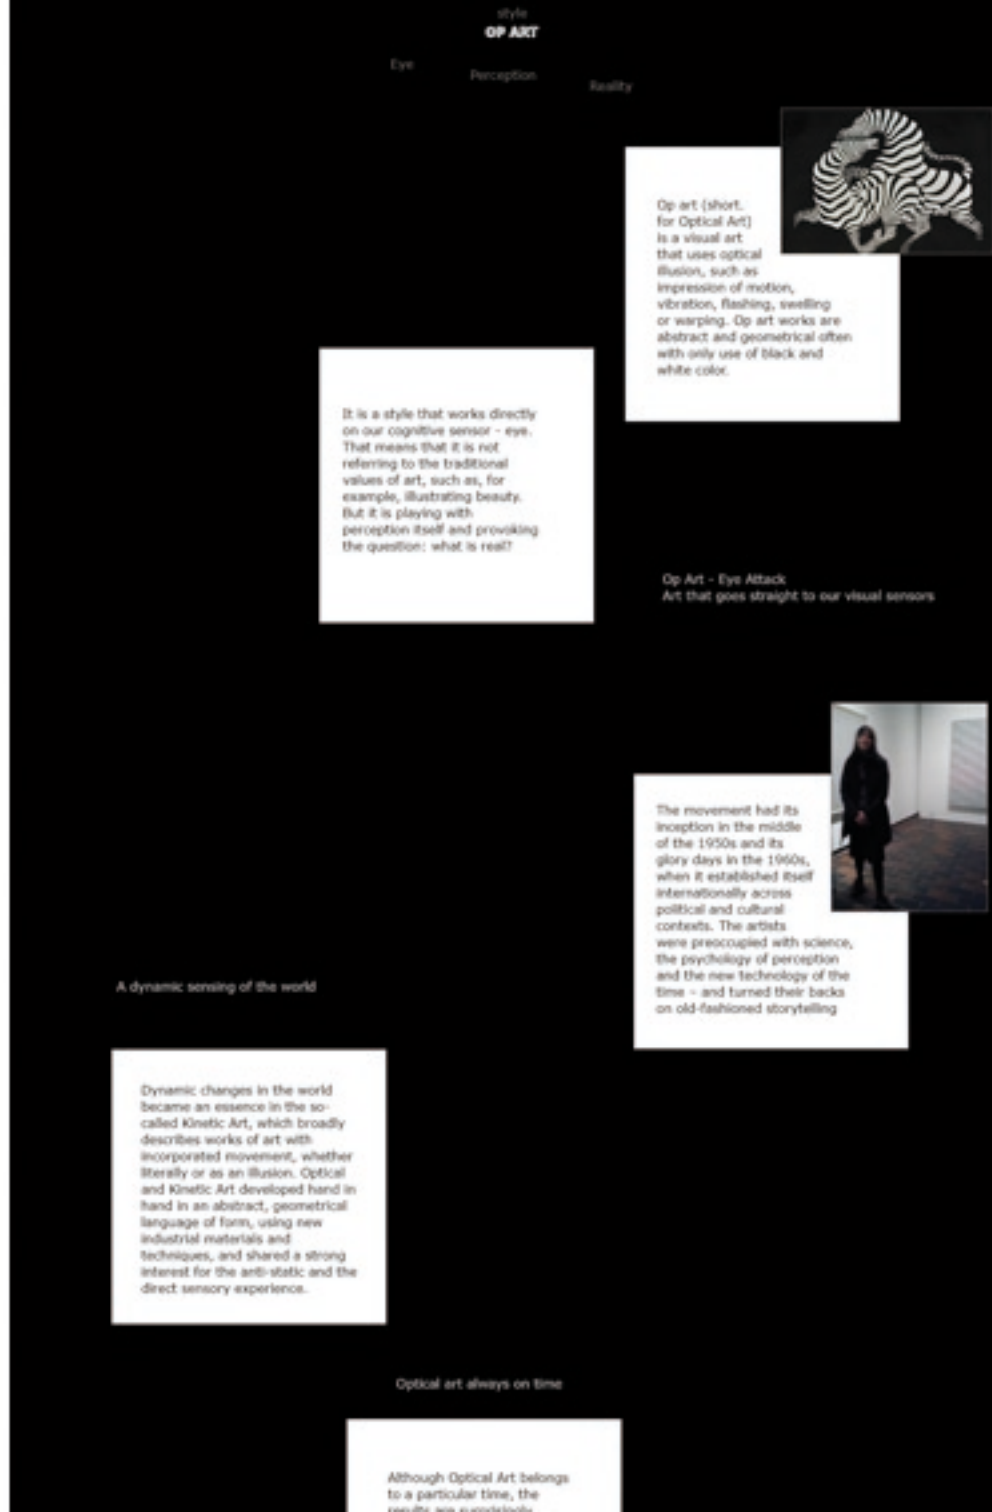 style
OP ART
Eye
Perception
Reality
Op art (short.
for Optical Art)
is a visual art
that uses optical
illusion, such as
impression of motion,
vibration, flashing, swelling
or warping. Op art works are
abstract and geometrical often
with only use of black and
white color.
It is a style that works directly
on our cognitive sensor - eye.
That means that it is not
referring to the traditional
values of art, such as, for
example, illustrating beauty.
But it is playing with
perception itself and provoking
the question: what is real?
Op Art - Eye Attack
Art that goes straight to our visual sensors
The movement had its
inception in the middle
of the 1950s and its
glory days in the 1960s,
when it established itself
internationally across
political and cultural
contexts. The artists
were preoccupied with science,
the psychology of perception
and the new technology of the
time – and turned their backs
on old-fashioned storytelling
A dynamic sensing of the world
Dynamic changes in the world
became an essence in the so-
called Kinetic Art, which broadly
describes works of art with
incorporated movement, whether
literally or as an illusion. Optical
and Kinetic Art developed hand in
hand in an abstract, geometrical
language of form, using new
industrial materials and
techniques, and shared a strong
interest for the anti-static and the
direct sensory experience.
Optical art always on time
Although Optical Art belongs
to a particular time, the
results are surprisingly